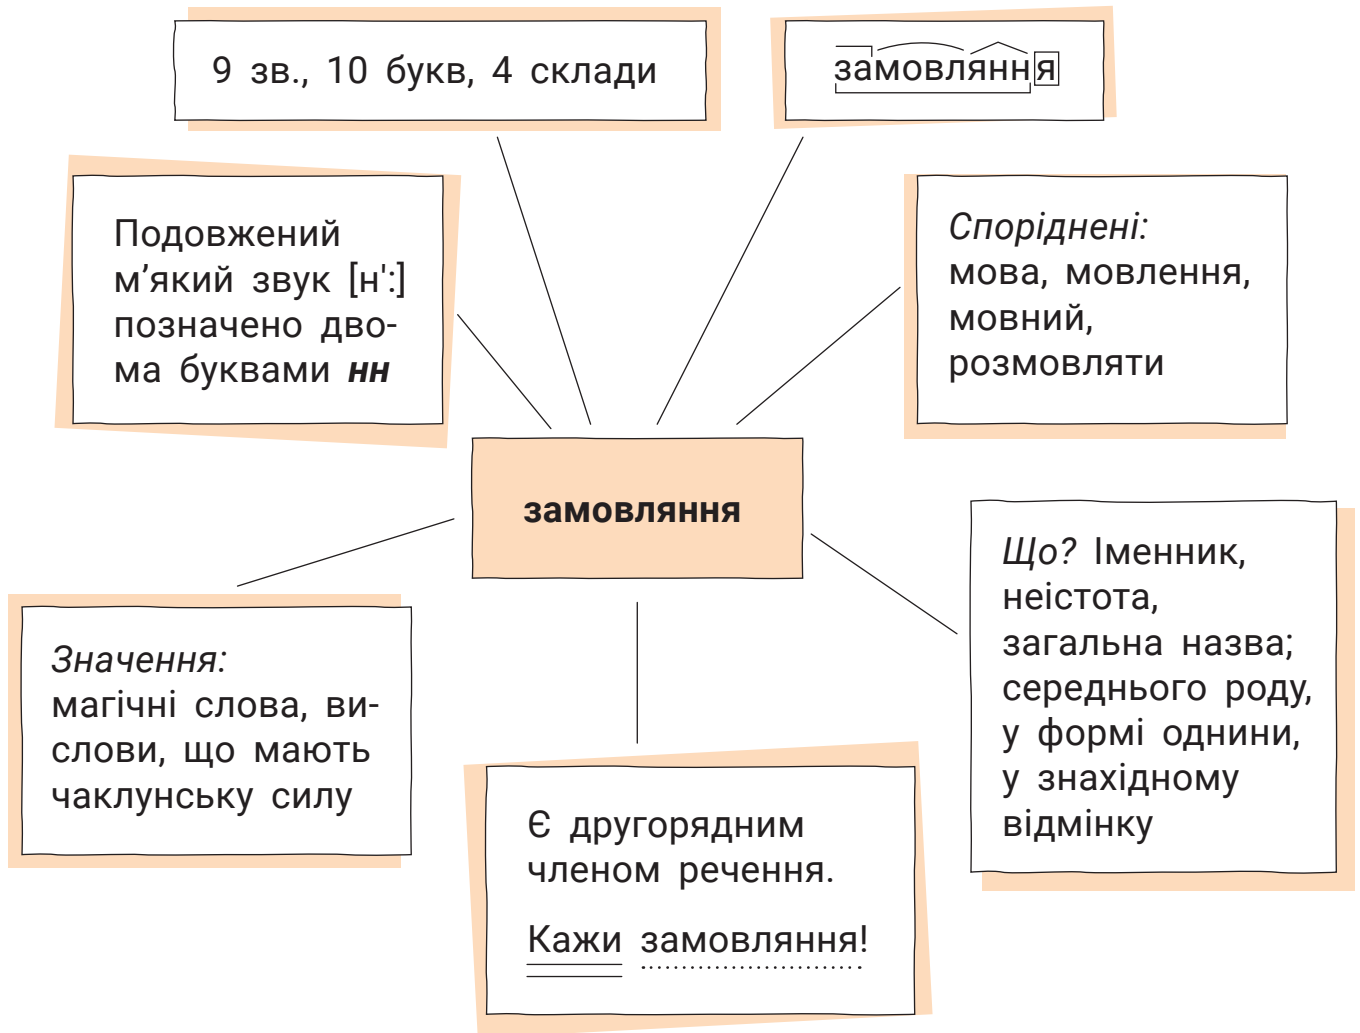 9 зв., 10 букв, 4 склади
замовляння
Подовжений
м’який звук [н':]
позначено дво-
ма буквами нн
Споріднені:
мова, мовлення,
мовний,
розмовляти
замовляння
Що? Іменник,
неістота,
загальна назва;
середнього роду,
у формі однини,
у знахідному
відмінку
Значення:
магічні слова, ви-
слови, що мають
чаклунську силу
Є другорядним
членом речення.
Кажи замовляння!